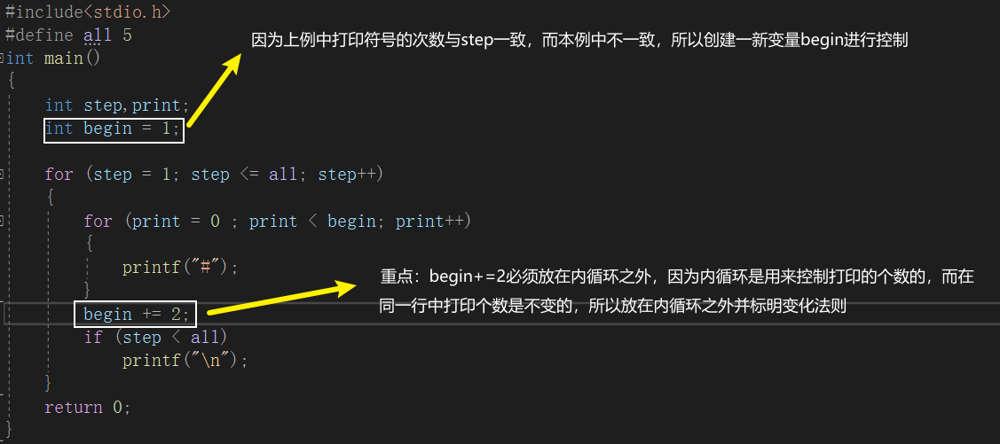 #include<stdio.h>
#define all 5
因为上例中打印符号的次数与step一致，而本例中不一致，所以创建一新变量begin进行控制
int main()
{
int step,print;
int begin = 1;
for (step = 1; step <= all; step++)
{
for (print = 0 ; print < begin; print++)
{
printf("#");
}
重点：begin+=2必须放在内循环之外，因为内循环是用来控制打印的个数的，而在
同一行中打印个数是不变的，所以放在内循环之外并标明变化法则
begin += 2;
if (step < all)
printf("\n");
}
return 0;
}